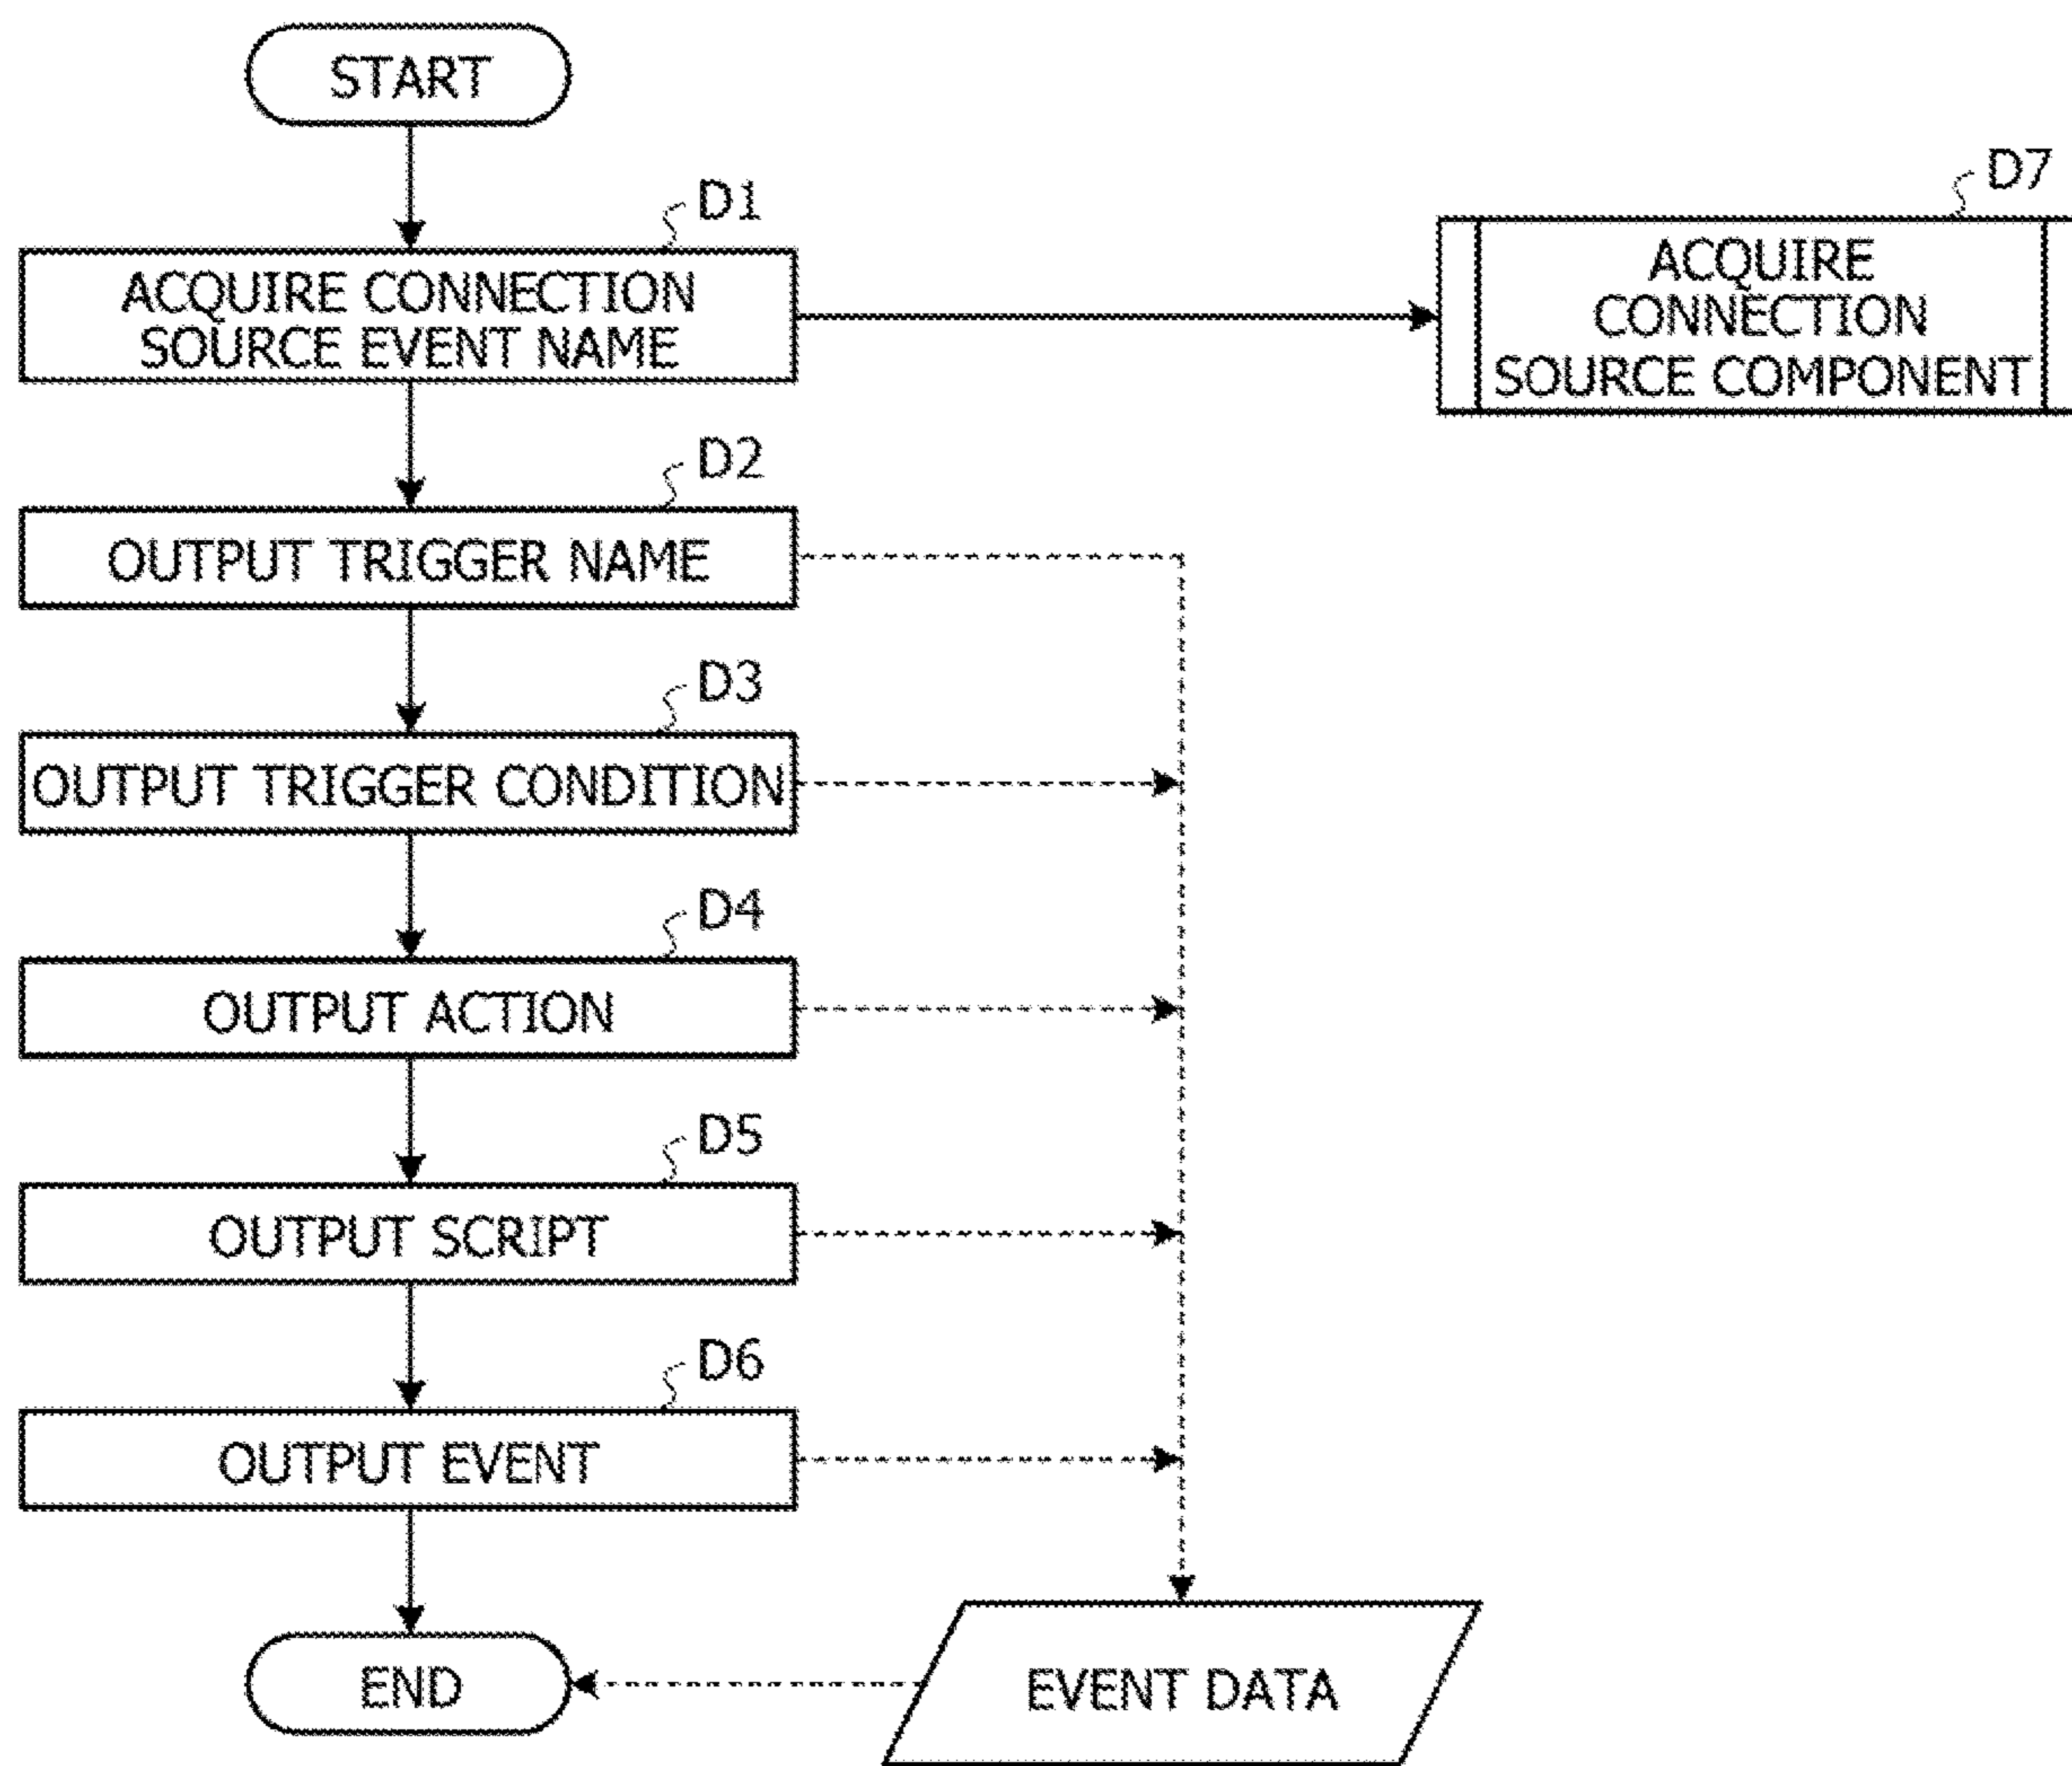 START
D1
ACQUIRE CONNECTION
SOURCE EVENT NAME
D7
ACQUIRE
CONNECTION
SOURCE COMPONENT
D2
OUTPUT TRIGGER NAME
D3
OUTPUT TRIGGER CONDITION
D4
OUTPUT ACTION
D5
OUTPUT SCRIPT
D6
OUTPUT EVENT
END
EVENT DATA